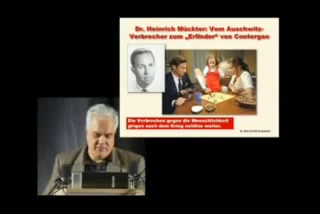 Dr. Heinrich Mückter: Vom Auschwitz-
Verbrecher zum „Erfinder“ von Contergan
Die Verbrechen gegen die Menschlichkeit
gingen nach dem Krieg nahtlos weiter.